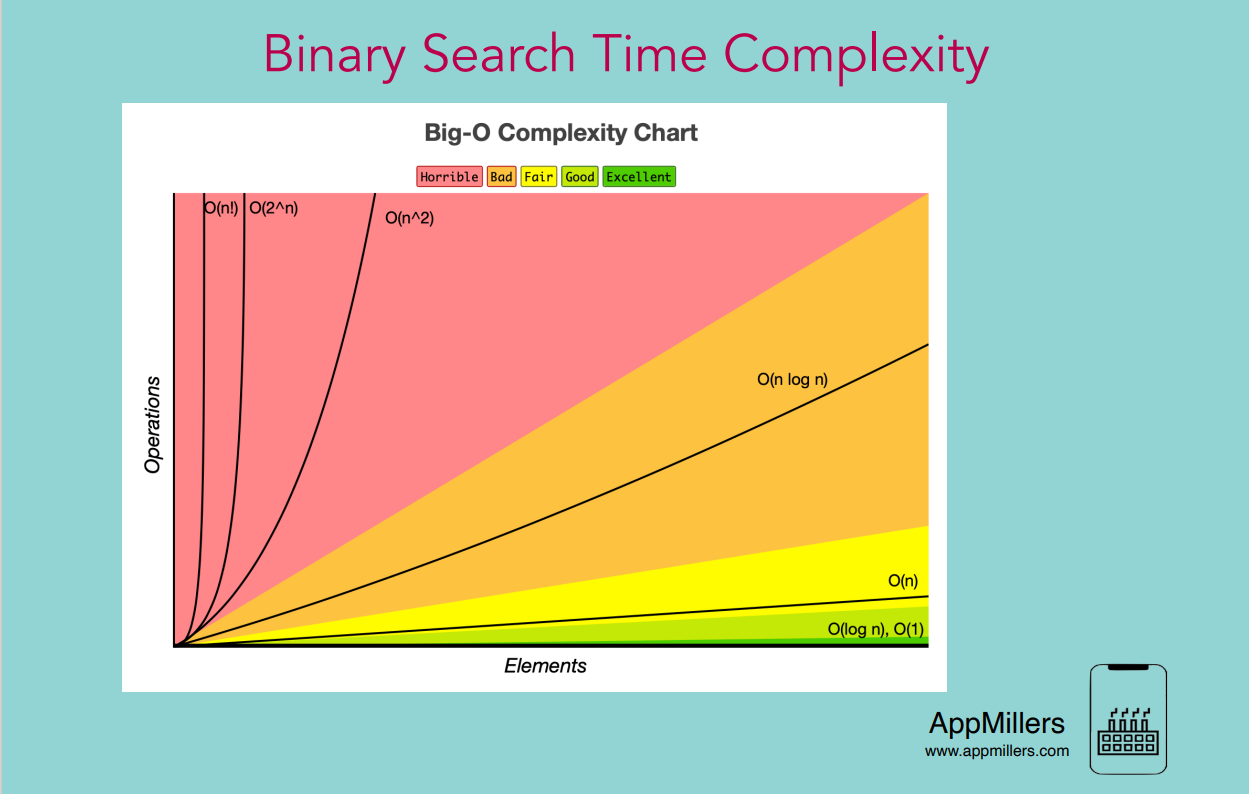 Binary Search Time Complexity
Big-O Complexity Chart
Horrible Bad Fair Good Excellent
O(n!) O(2^n)
O(n^2)
O(n log n)
Operations
O(n)
O(log n), O(1)
Elements
AppMillers
www.appmillers.com